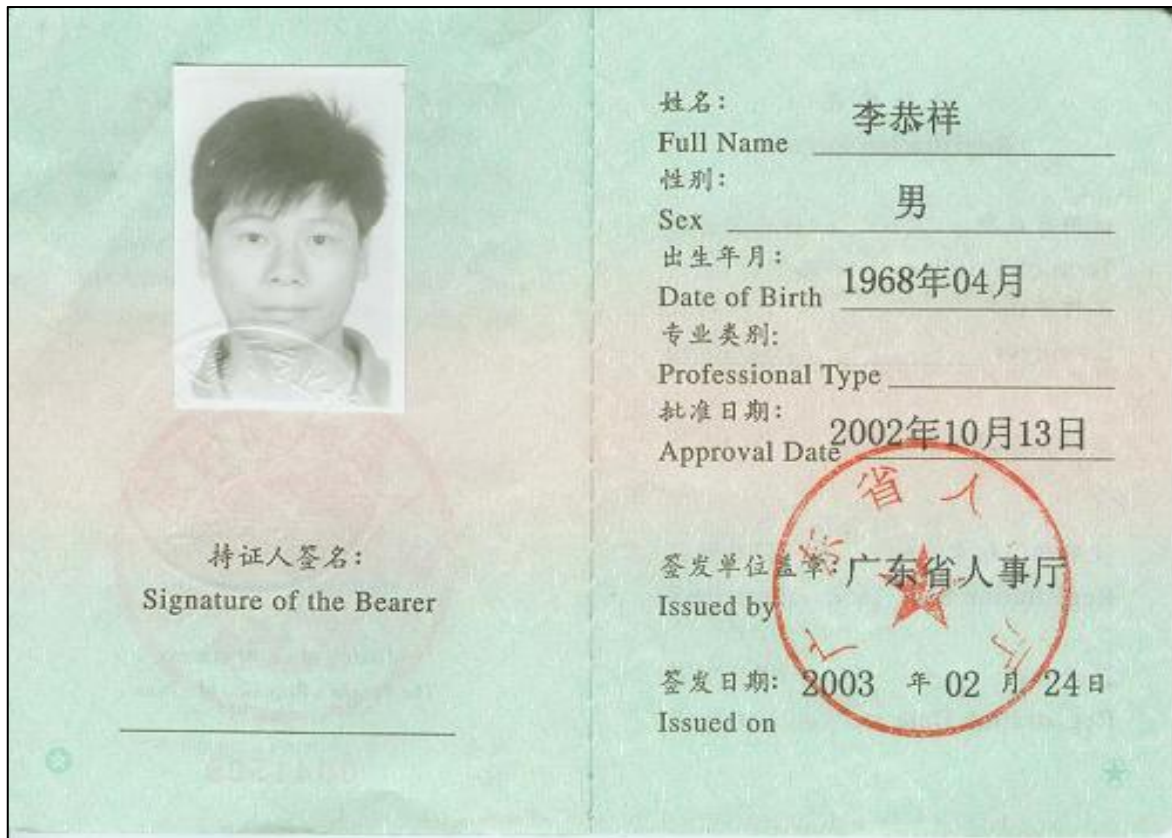 持证人签名:
Signature of the Bearer
姓名: 李恭祥
Full Name
性别: 男
Sex
出生年月: 1968年04月
Date of Birth
专业类别:
Professional Type
批准日期: 2002年10月13日
Approval Date
签发单位盖章: 广东省人事厅
Issued by
签发日期: 2003 年 02 月 24 日
Issued on